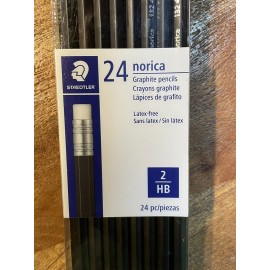 STAEDTLER
24 norica
Graphite pencils
Crayons graphite
Lápices de grafito
Latex-free
Sans latex / Sin látex
2
HB
24 pc/piezas